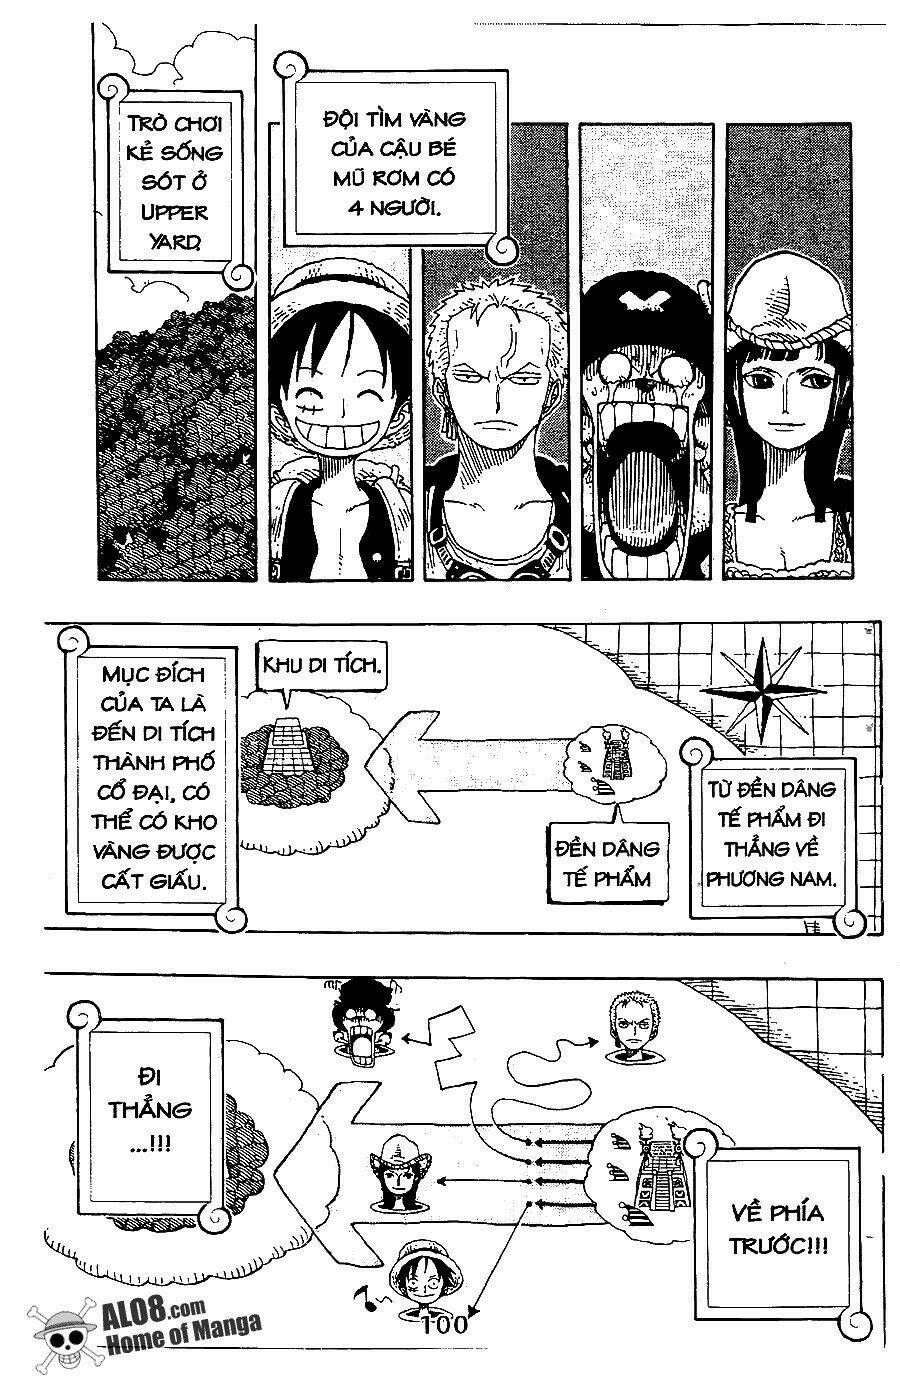 TRÒ CHƠI
KẺ SỐNG
SÓT Ở
UPPER
YARD.
ĐỘI TÌM VÀNG
CỦA CẬU BÉ
MŨ RƠM CÓ
4 NGƯỜI.
MỤC ĐÍCH
CỦA TA LÀ
ĐẾN DI TÍCH
THÀNH PHỐ
CỔ ĐẠI, CÓ
THỂ CÓ KHO
VÀNG ĐƯỢC
CẤT GIẤU.
KHU DI TÍCH.
ĐỀN DÂNG
TẾ PHẨM
TỪ ĐỀN DÂNG
TẾ PHẨM ĐI
THẲNG VỀ
PHƯƠNG NAM.
ĐI
THẲNG
...!!!
VỀ PHÍA
TRƯỚC!!!
100
ALO8.com
Home of Manga